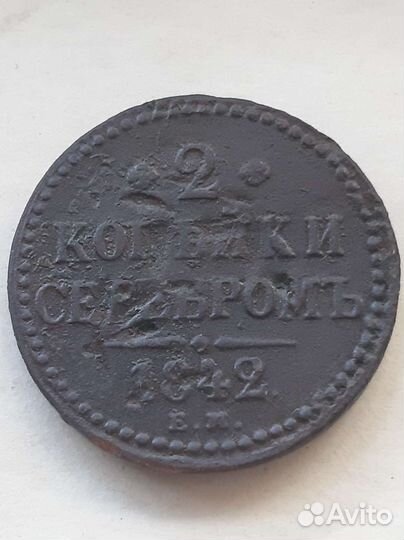 · 2 ·
КОПѢЙКИ
СЕРЕБРОМЪ
1842.
Е.М.
Avito